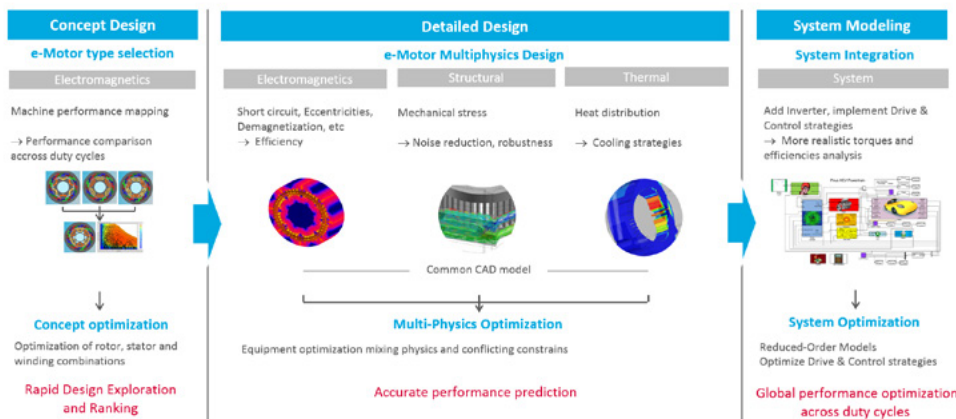 Concept Design
e-Motor type selection
Electromagnetics
Machine performance mapping
→ Performance comparison
accross duty cycles
Concept optimization
Optimization of rotor, stator and
winding combinations
Rapid Design Exploration
and Ranking
Detailed Design
e-Motor Multiphysics Design
Electromagnetics
Short circuit, Eccentricities,
Demagnetization, etc
→ Efficiency
Structural
Mechanical stress
→ Noise reduction, robustness
Thermal
Heat distribution
→ Cooling strategies
Common CAD model
Multi-Physics Optimization
Equipment optimization mixing physics and conflicting constrains
Accurate performance prediction
System Modeling
System Integration
System
Add Inverter, implement Drive &
Control strategies
→ More realistic torques and
efficiencies analysis
System Optimization
Reduced-Order Models
Optimize Drive & Control strategies
Global performance optimization
across duty cycles